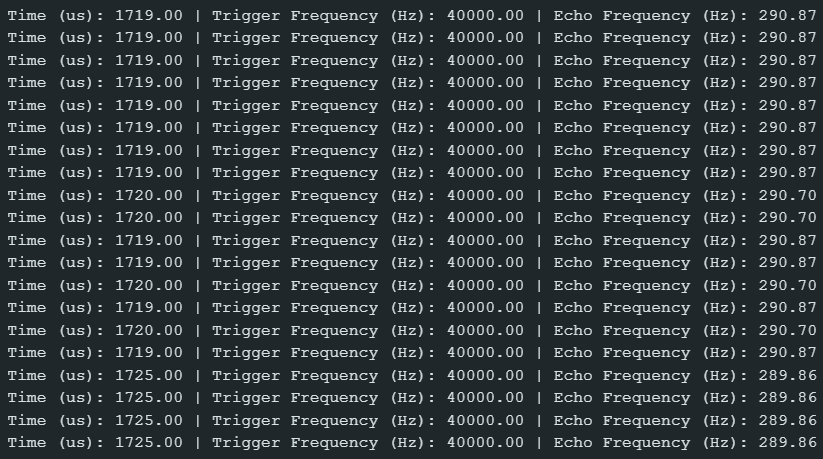 Time (us): 1719.00 | Trigger Frequency (Hz): 40000.00 | Echo Frequency (Hz): 290.87
Time (us): 1719.00 | Trigger Frequency (Hz): 40000.00 | Echo Frequency (Hz): 290.87
Time (us): 1719.00 | Trigger Frequency (Hz): 40000.00 | Echo Frequency (Hz): 290.87
Time (us): 1719.00 | Trigger Frequency (Hz): 40000.00 | Echo Frequency (Hz): 290.87
Time (us): 1719.00 | Trigger Frequency (Hz): 40000.00 | Echo Frequency (Hz): 290.87
Time (us): 1719.00 | Trigger Frequency (Hz): 40000.00 | Echo Frequency (Hz): 290.87
Time (us): 1719.00 | Trigger Frequency (Hz): 40000.00 | Echo Frequency (Hz): 290.87
Time (us): 1719.00 | Trigger Frequency (Hz): 40000.00 | Echo Frequency (Hz): 290.87
Time (us): 1720.00 | Trigger Frequency (Hz): 40000.00 | Echo Frequency (Hz): 290.70
Time (us): 1720.00 | Trigger Frequency (Hz): 40000.00 | Echo Frequency (Hz): 290.70
Time (us): 1719.00 | Trigger Frequency (Hz): 40000.00 | Echo Frequency (Hz): 290.87
Time (us): 1719.00 | Trigger Frequency (Hz): 40000.00 | Echo Frequency (Hz): 290.87
Time (us): 1720.00 | Trigger Frequency (Hz): 40000.00 | Echo Frequency (Hz): 290.70
Time (us): 1719.00 | Trigger Frequency (Hz): 40000.00 | Echo Frequency (Hz): 290.87
Time (us): 1720.00 | Trigger Frequency (Hz): 40000.00 | Echo Frequency (Hz): 290.70
Time (us): 1719.00 | Trigger Frequency (Hz): 40000.00 | Echo Frequency (Hz): 290.87
Time (us): 1725.00 | Trigger Frequency (Hz): 40000.00 | Echo Frequency (Hz): 289.86
Time (us): 1725.00 | Trigger Frequency (Hz): 40000.00 | Echo Frequency (Hz): 289.86
Time (us): 1725.00 | Trigger Frequency (Hz): 40000.00 | Echo Frequency (Hz): 289.86
Time (us): 1725.00 | Trigger Frequency (Hz): 40000.00 | Echo Frequency (Hz): 289.86